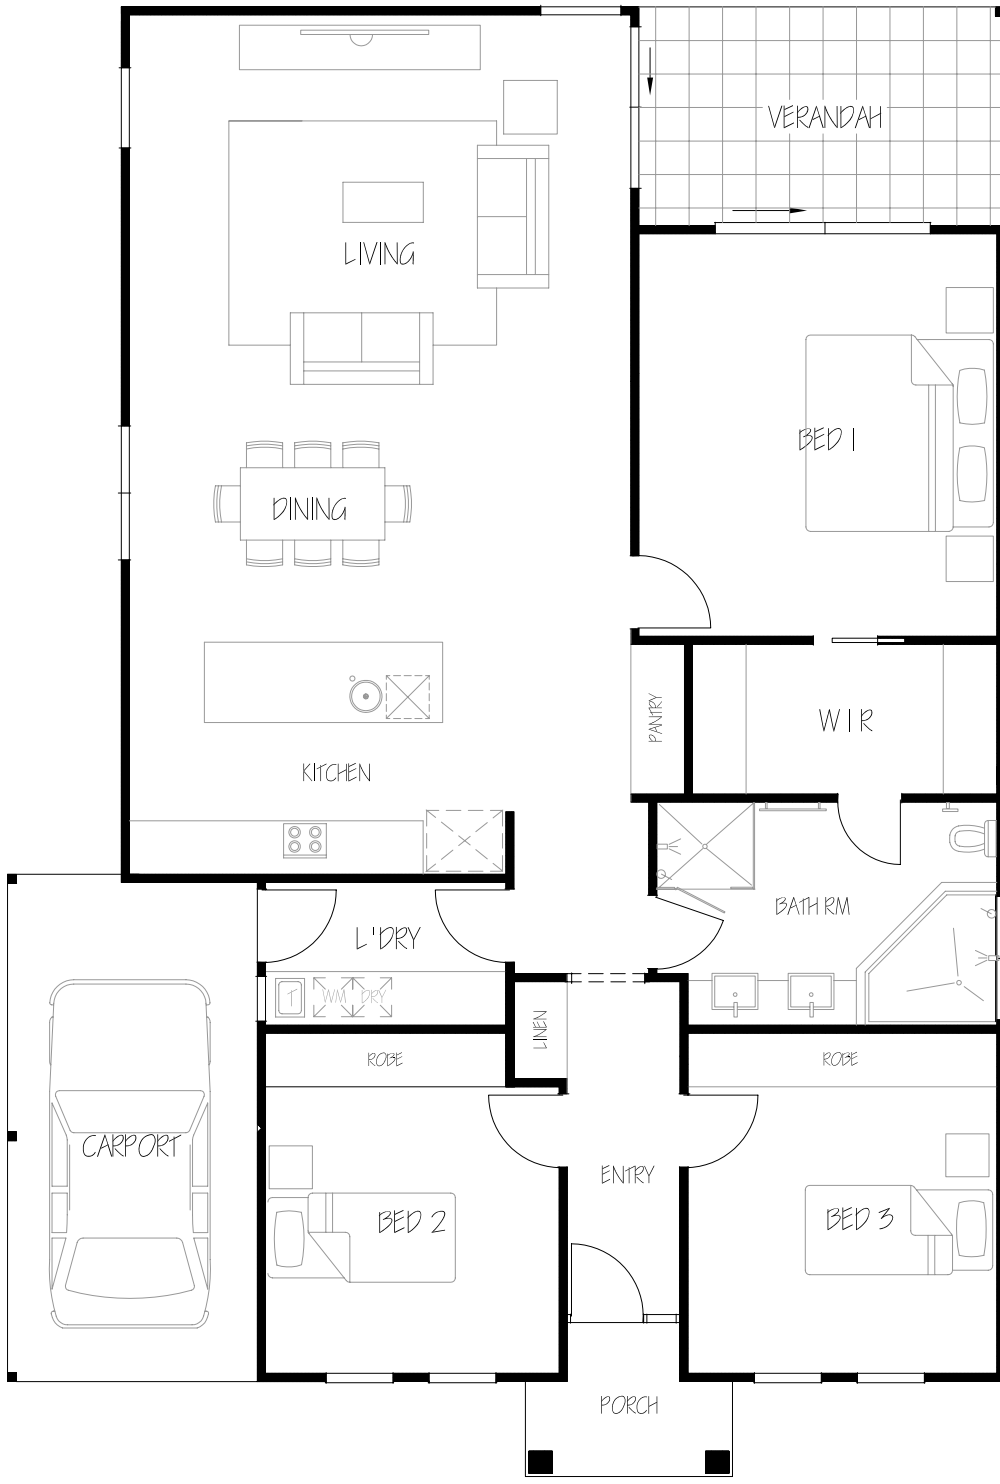 VERANDAH
LIVING
BED 1
DINING
PANTRY
WIR
KITCHEN
BATH RM
L'DRY
T
WM
DRY
LINEN
ROBE
ROBE
CARPORT
ENTRY
BED 2
BED 3
PORCH